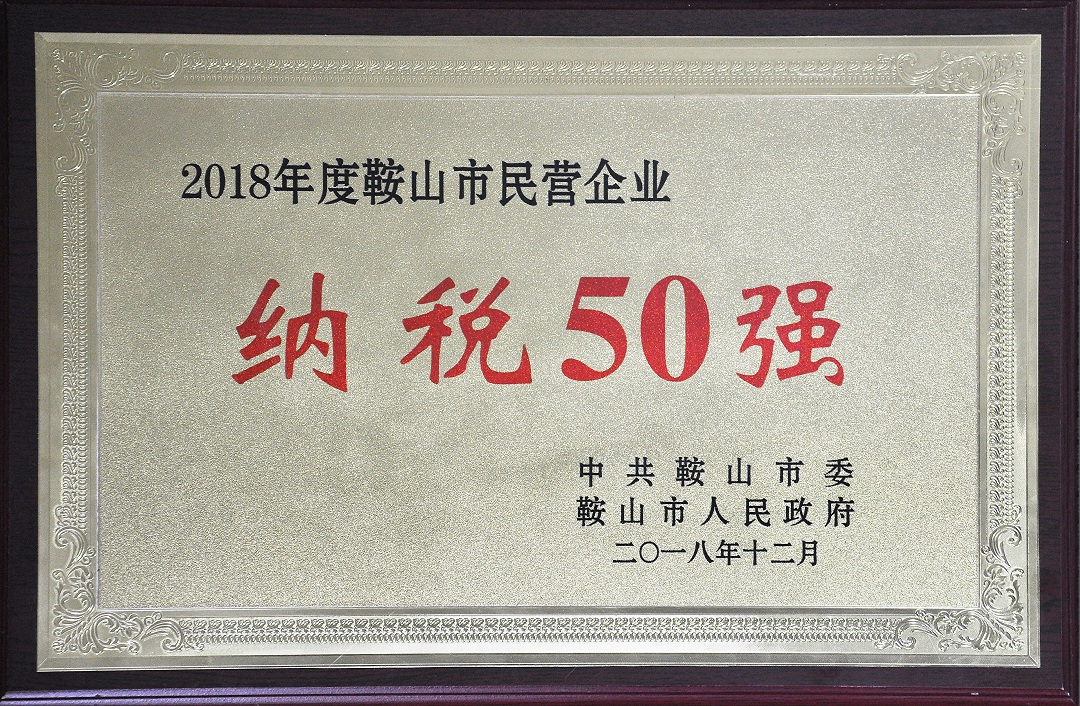 2018年度鞍山市民营企业
纳税50强
中共鞍山市委
鞍山市人民政府
二〇一八年十二月